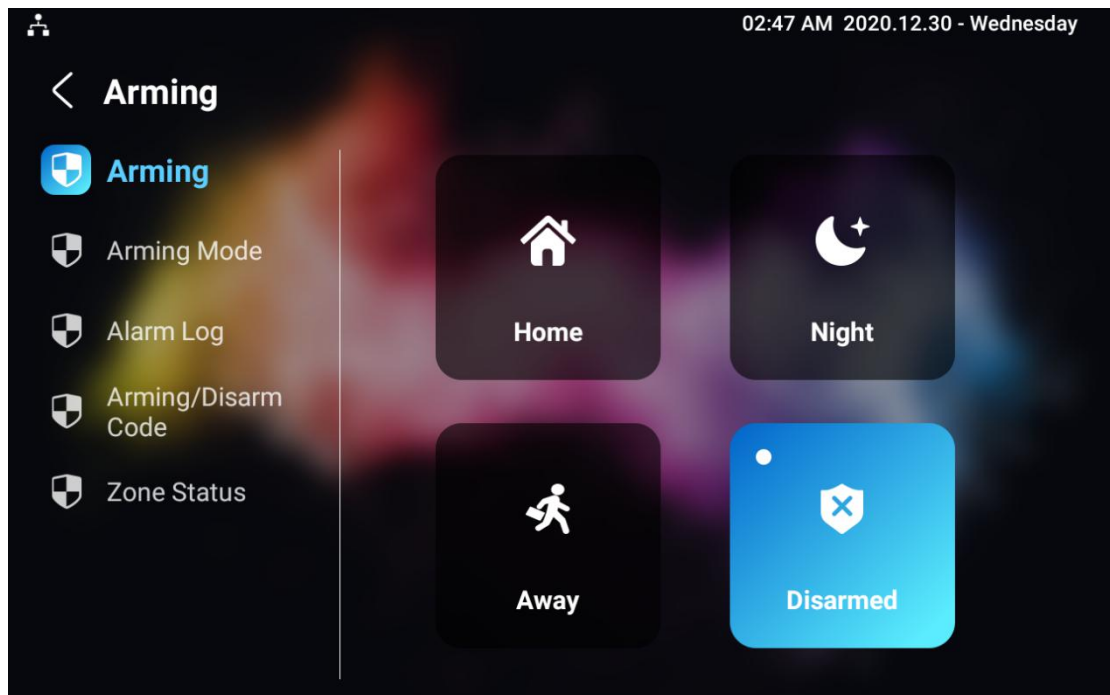 02:47 AM 2020.12.30 - Wednesday
Arming
Arming
Arming Mode
Alarm Log
Arming/Disarm
Code
Zone Status
Home
Night
Away
Disarmed